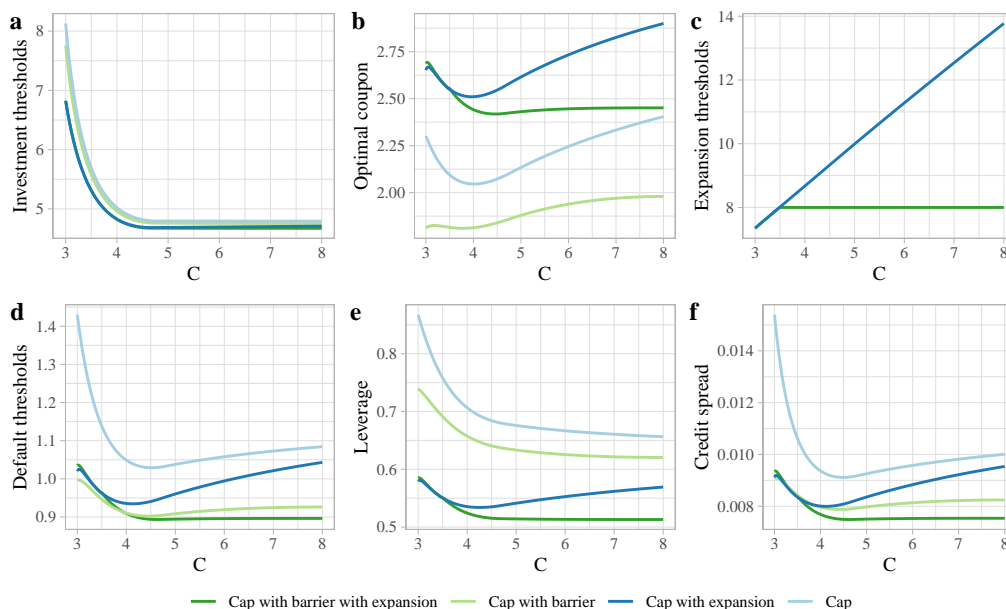 a
Investment thresholds
8
7
6
5
3 4 5 6 7 8
C
b
Optimal coupon
2.75
2.50
2.25
2.00
3 4 5 6 7 8
C
c
Expansion thresholds
14
12
10
8
3 4 5 6 7 8
C
d
Default thresholds
1.4
1.3
1.2
1.1
1.0
0.9
3 4 5 6 7 8
C
e
Leverage
0.8
0.7
0.6
0.5
3 4 5 6 7 8
C
f
Credit spread
0.014
0.012
0.010
0.008
3 4 5 6 7 8
C
Cap with barrier with expansion Cap with barrier Cap with expansion Cap